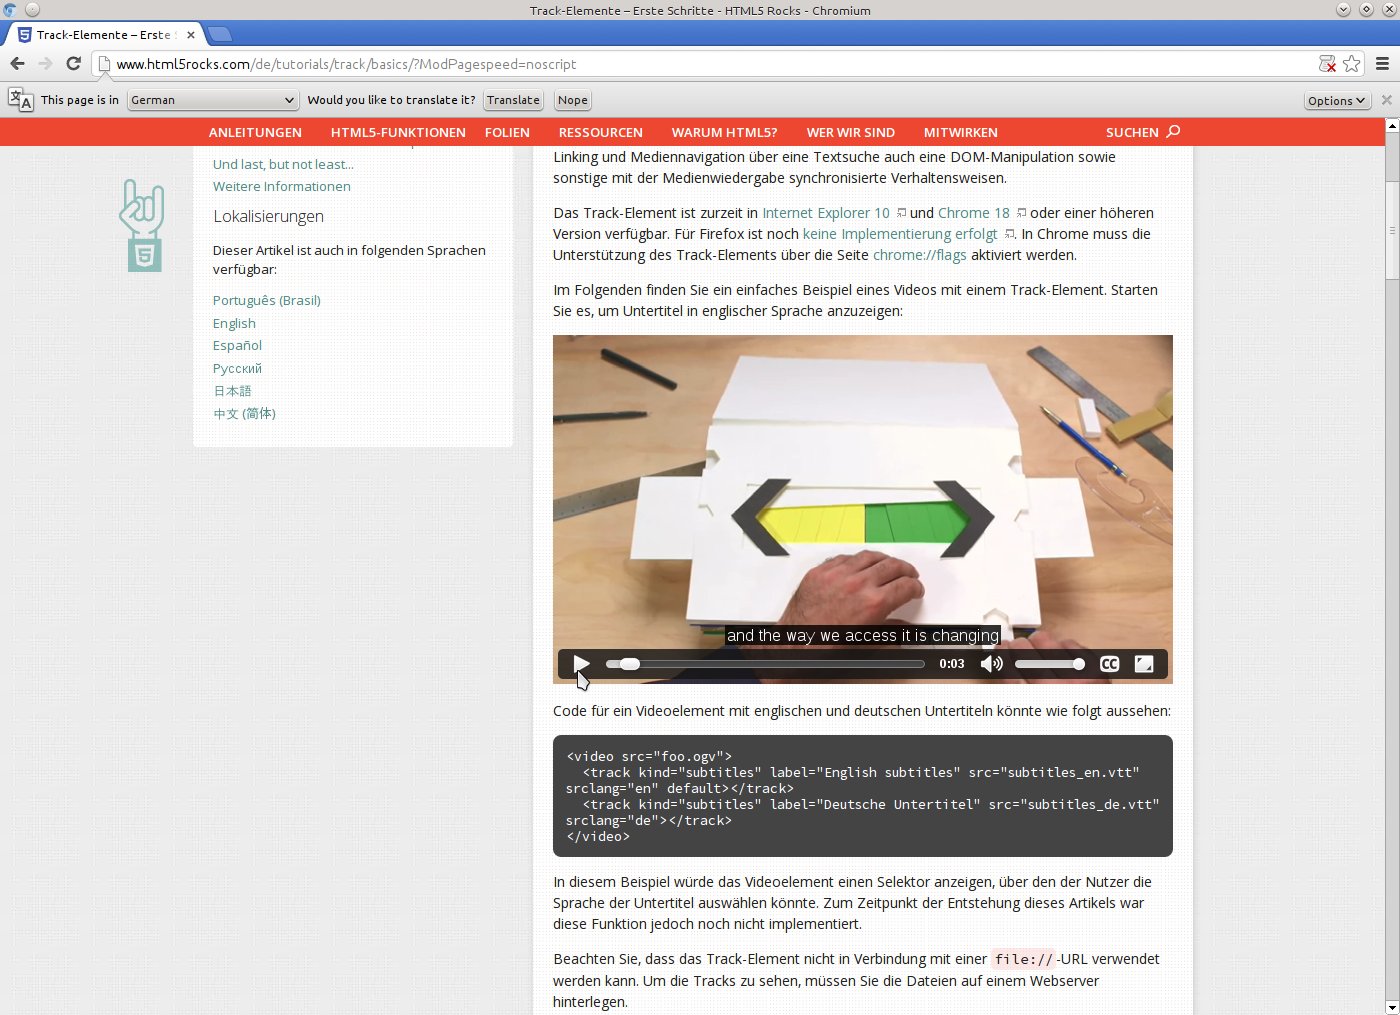 Track-Elemente – Erste Schritte - HTML5 Rocks - Chromium
Track-Elemente – Erste
www.html5rocks.com/de/tutorials/track/basics/?ModPagespeed=noscript
This page is in German Would you like to translate it? Translate Nope Options
ANLEITUNGEN HTML5-FUNKTIONEN FOLIEN RESSOURCEN WARUM HTML5? WER WIR SIND MITWIRKEN SUCHEN
Und last, but not least...
Weitere Informationen
Lokalisierungen
Dieser Artikel ist auch in folgenden Sprachen
verfügbar:
Português (Brasil)
English
Español
Русский
日本語
中文 (简体)
Linking und Mediennavigation über eine Textsuche auch eine DOM-Manipulation sowie
sonstige mit der Medienwiedergabe synchronisierte Verhaltensweisen.
Das Track-Element ist zurzeit in Internet Explorer 10 und Chrome 18 oder einer höheren
Version verfügbar. Für Firefox ist noch keine Implementierung erfolgt. In Chrome muss die
Unterstützung des Track-Elements über die Seite chrome://flags aktiviert werden.
Im Folgenden finden Sie ein einfaches Beispiel eines Videos mit einem Track-Element. Starten
Sie es, um Untertitel in englischer Sprache anzuzeigen:
and the way we access it is changing
0:03 CC
Code für ein Videoelement mit englischen und deutschen Untertiteln könnte wie folgt aussehen:
<video src="foo.ogv">
<track kind="subtitles" label="English subtitles" src="subtitles_en.vtt"
srclang="en" default></track>
<track kind="subtitles" label="Deutsche Untertitel" src="subtitles_de.vtt"
srclang="de"></track>
</video>
In diesem Beispiel würde das Videoelement einen Selektor anzeigen, über den der Nutzer die
Sprache der Untertitel auswählen könnte. Zum Zeitpunkt der Entstehung dieses Artikels war
diese Funktion jedoch noch nicht implementiert.
Beachten Sie, dass das Track-Element nicht in Verbindung mit einer file://-URL verwendet
werden kann. Um die Tracks zu sehen, müssen Sie die Dateien auf einem Webserver
hinterlegen.